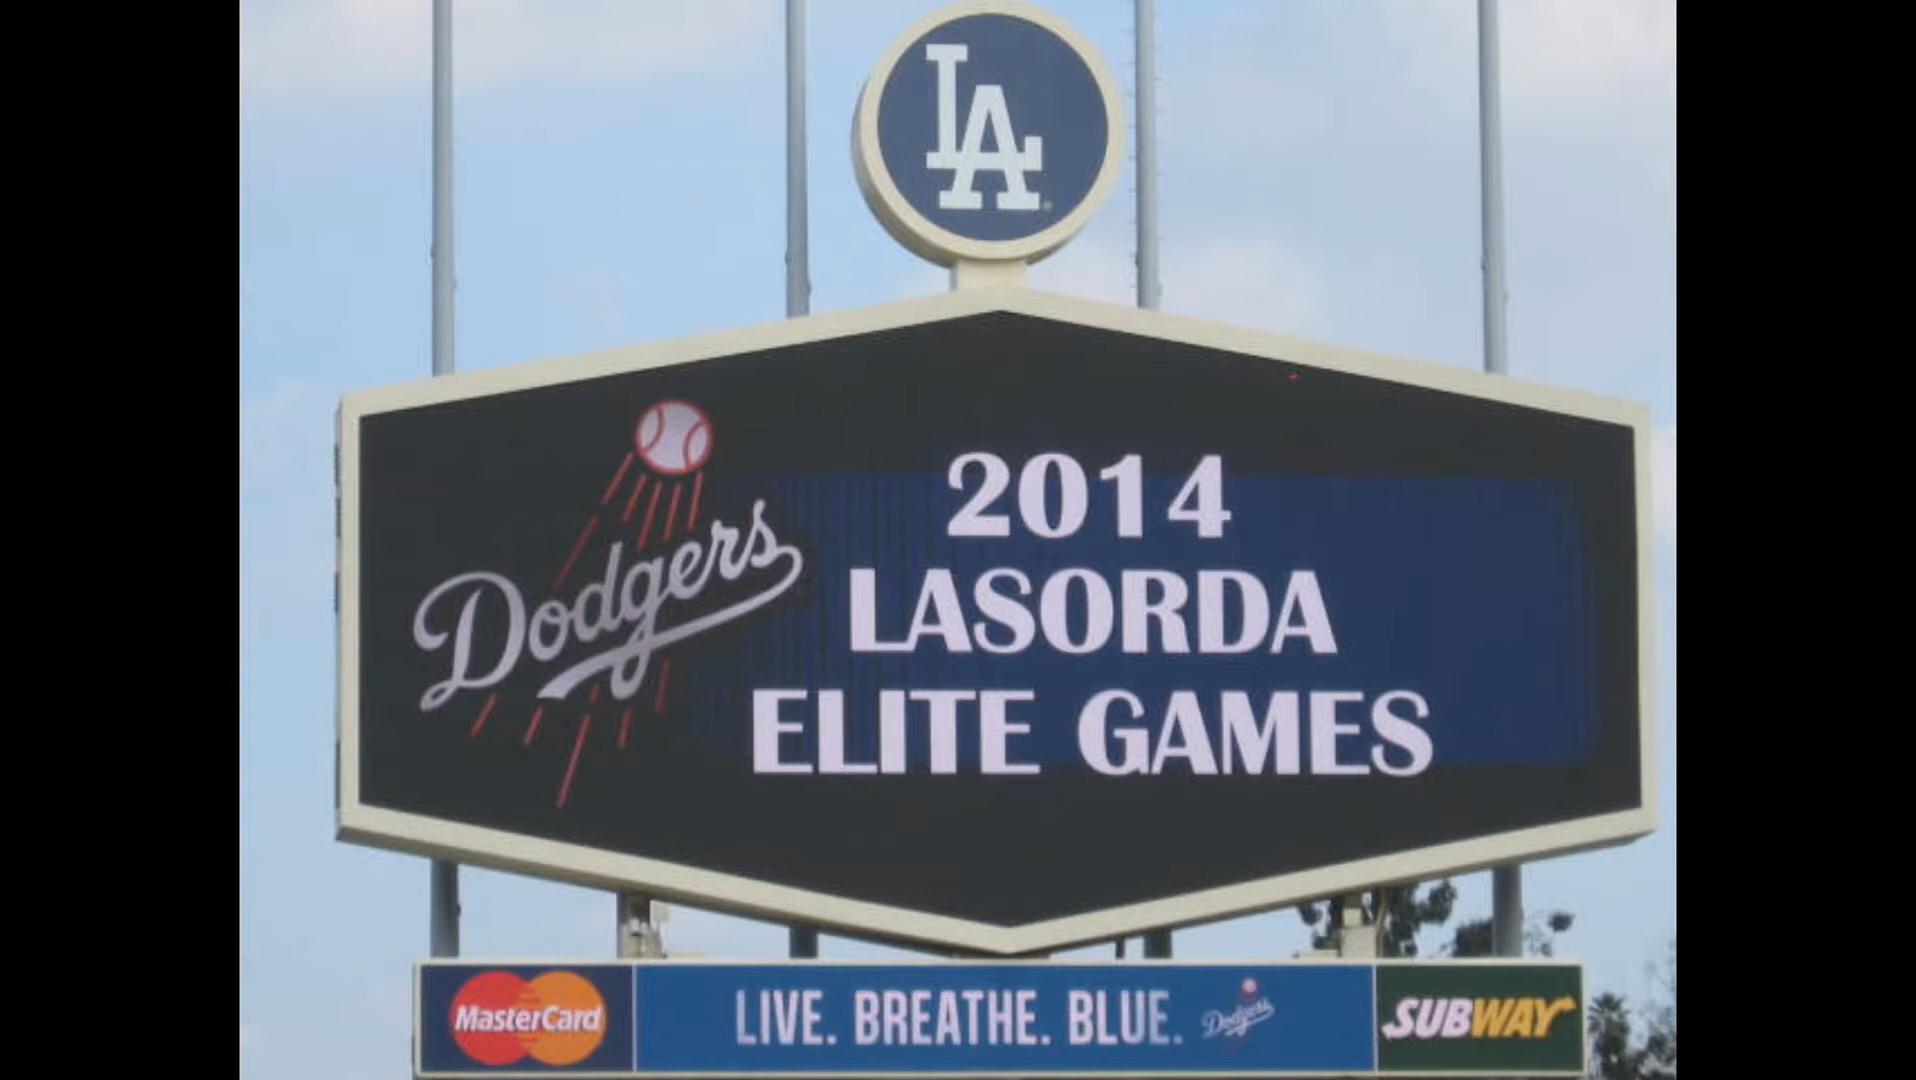 LA
Dodgers
2014
LASORDA
ELITE GAMES
MasterCard
LIVE. BREATHE. BLUE. Dodgers
SUBWAY